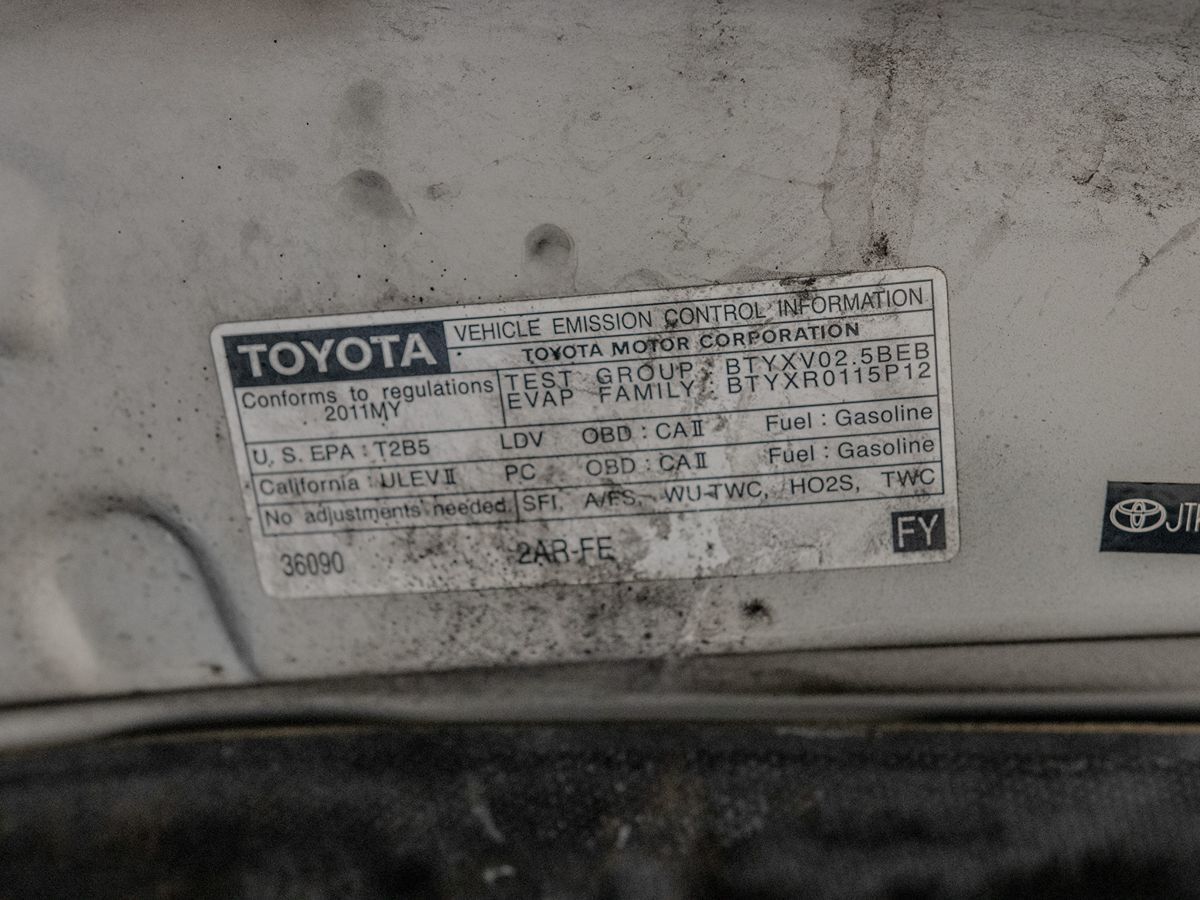 TOYOTA VEHICLE EMISSION CONTROL INFORMATION
TOYOTA MOTOR CORPORATION
Conforms to regulations
2011MY
TEST GROUP : BTYXV02.5BEB
EVAP FAMILY : BTYXR0115P12
U, S. EPA : T2B5 LDV OBD : CAⅡ Fuel : Gasoline
California : ULEVⅡ PC OBD : CAⅡ Fuel : Gasoline
No adjustments needed. SFI, A/FS, WU-TWC, HO2S, TWC
36090 2AR-FE FY